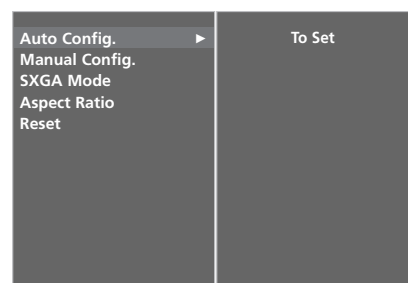 Auto Config. ►
To Set
Manual Config.
SXGA Mode
Aspect Ratio
Reset